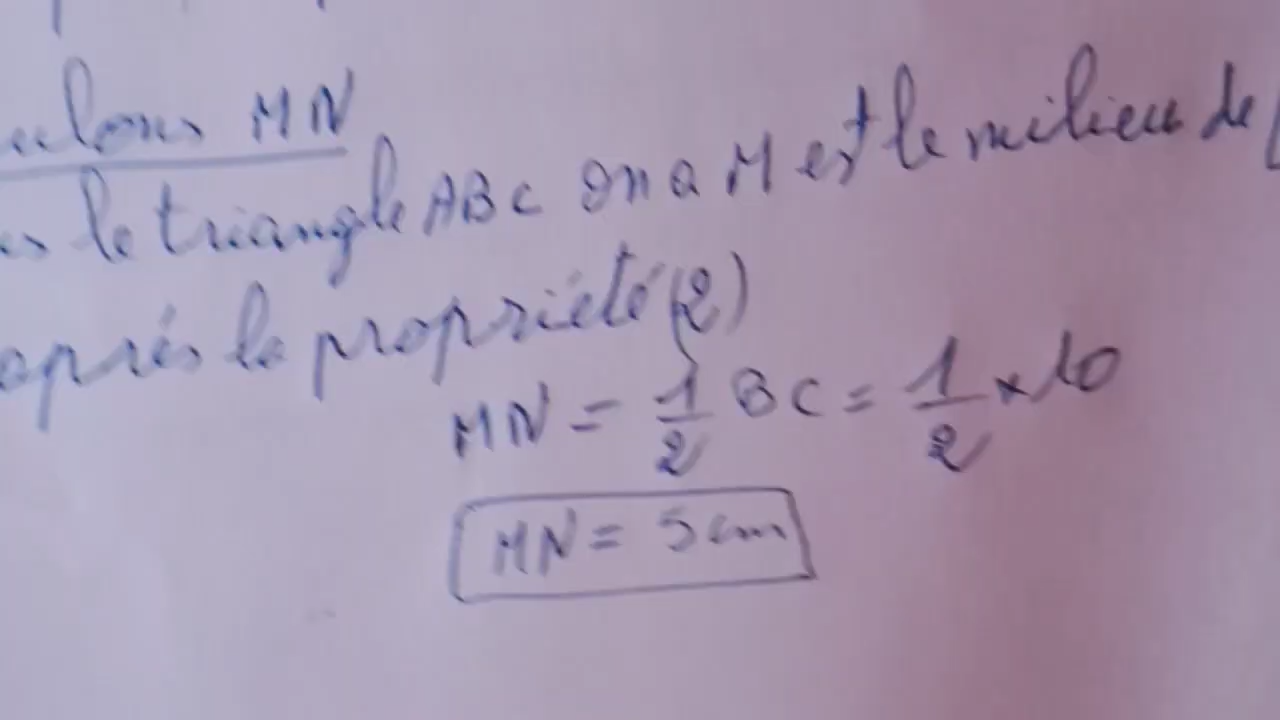 ulons MN
le triangle ABC on a M est le milieu de [
après la propriété (2)
MN = 1/2 BC = 1/2 × 10
MN = 5cm